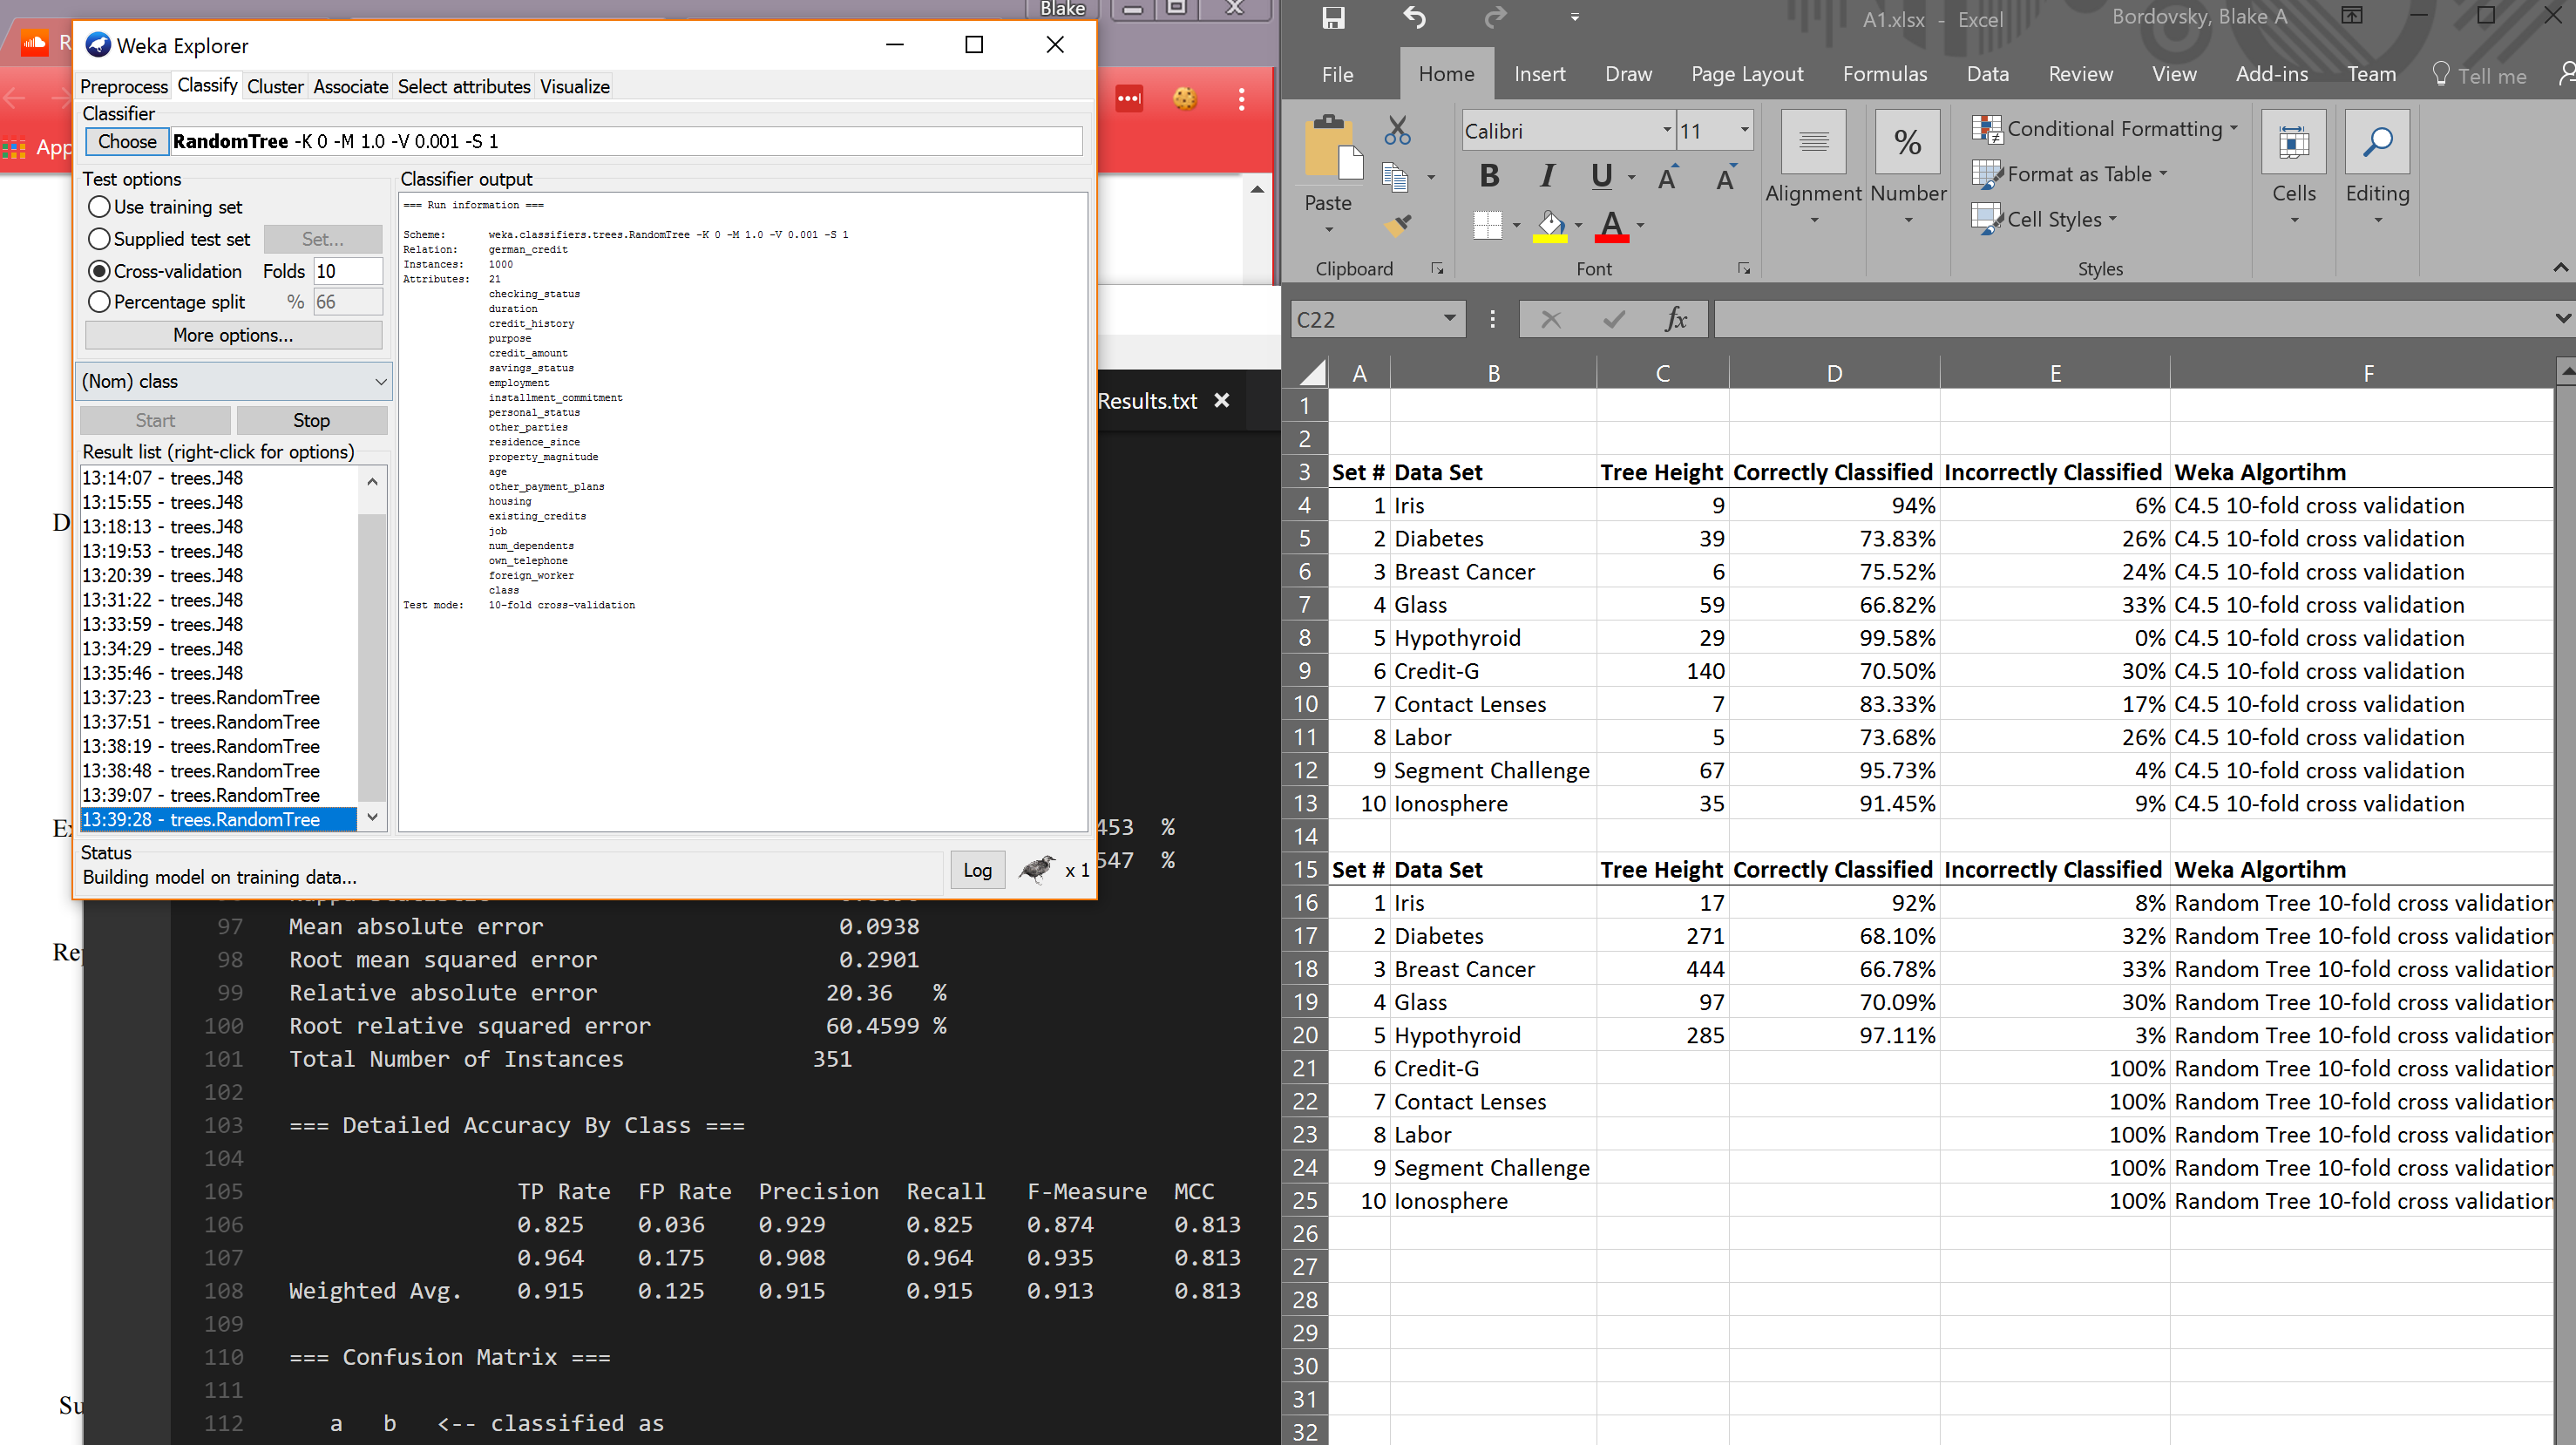 Blake
R
Weka Explorer
Preprocess Classify Cluster Associate Select attributes Visualize
Classifier
Choose RandomTree -K 0 -M 1.0 -V 0.001 -S 1
Test options
Use training set
Supplied test set Set...
Cross-validation Folds 10
Percentage split % 66
More options...
(Nom) class
Start Stop
Result list (right-click for options)
13:14:07 - trees.J48
13:15:55 - trees.J48
13:18:13 - trees.J48
13:19:53 - trees.J48
13:20:39 - trees.J48
13:31:22 - trees.J48
13:33:59 - trees.J48
13:34:29 - trees.J48
13:35:46 - trees.J48
13:37:23 - trees.RandomTree
13:37:51 - trees.RandomTree
13:38:19 - trees.RandomTree
13:38:48 - trees.RandomTree
13:39:07 - trees.RandomTree
13:39:28 - trees.RandomTree
Classifier output
=== Run information ===
Scheme: weka.classifiers.trees.RandomTree -K 0 -M 1.0 -V 0.001 -S 1
Relation: german_credit
Instances: 1000
Attributes: 21
checking_status
duration
credit_history
purpose
credit_amount
savings_status
employment
installment_commitment
personal_status
other_parties
residence_since
property_magnitude
age
other_payment_plans
housing
existing_credits
job
num_dependents
own_telephone
foreign_worker
class
Test mode: 10-fold cross-validation
Status
Building model on training data...
Log x 1
App
D
Ex
Rep
Su
Results.txt ×
453 %
547 %
97 Mean absolute error 0.0938
98 Root mean squared error 0.2901
99 Relative absolute error 20.36 %
100 Root relative squared error 60.4599 %
101 Total Number of Instances 351
102
103 === Detailed Accuracy By Class ===
104
105 TP Rate FP Rate Precision Recall F-Measure MCC
106 0.825 0.036 0.929 0.825 0.874 0.813
107 0.964 0.175 0.908 0.964 0.935 0.813
108 Weighted Avg. 0.915 0.125 0.915 0.915 0.913 0.813
109
110 === Confusion Matrix ===
111
112 a b <-- classified as
A1.xlsx - Excel Bordovsky, Blake A
File Home Insert Draw Page Layout Formulas Data Review View Add-ins Team Tell me
Calibri 11
Conditional Formatting
B I U A A
Format as Table
Paste Alignment % Number Cells Editing
Cell Styles
A
Clipboard Font Styles
C22 fx
A B C D E F
1
2
3 Set # Data Set Tree Height Correctly Classified Incorrectly Classified Weka Algortihm
4 1 Iris 9 94% 6% C4.5 10-fold cross validation
5 2 Diabetes 39 73.83% 26% C4.5 10-fold cross validation
6 3 Breast Cancer 6 75.52% 24% C4.5 10-fold cross validation
7 4 Glass 59 66.82% 33% C4.5 10-fold cross validation
8 5 Hypothyroid 29 99.58% 0% C4.5 10-fold cross validation
9 6 Credit-G 140 70.50% 30% C4.5 10-fold cross validation
10 7 Contact Lenses 7 83.33% 17% C4.5 10-fold cross validation
11 8 Labor 5 73.68% 26% C4.5 10-fold cross validation
12 9 Segment Challenge 67 95.73% 4% C4.5 10-fold cross validation
13 10 Ionosphere 35 91.45% 9% C4.5 10-fold cross validation
14
15 Set # Data Set Tree Height Correctly Classified Incorrectly Classified Weka Algortihm
16 1 Iris 17 92% 8% Random Tree 10-fold cross validation
17 2 Diabetes 271 68.10% 32% Random Tree 10-fold cross validation
18 3 Breast Cancer 444 66.78% 33% Random Tree 10-fold cross validation
19 4 Glass 97 70.09% 30% Random Tree 10-fold cross validation
20 5 Hypothyroid 285 97.11% 3% Random Tree 10-fold cross validation
21 6 Credit-G 100% Random Tree 10-fold cross validation
22 7 Contact Lenses 100% Random Tree 10-fold cross validation
23 8 Labor 100% Random Tree 10-fold cross validation
24 9 Segment Challenge 100% Random Tree 10-fold cross validation
25 10 Ionosphere 100% Random Tree 10-fold cross validation
26
27
28
29
30
31
32